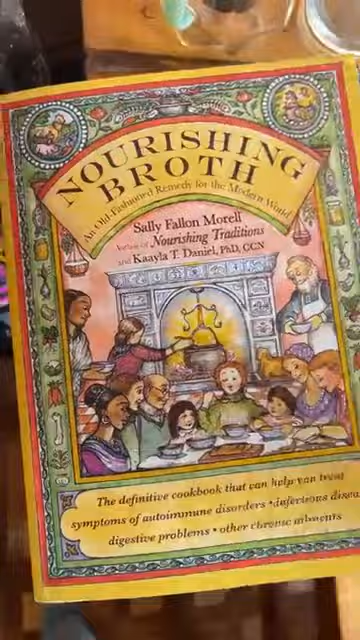 NOURISHING
BROTH
An Old-Fashioned Remedy for the Modern World
Sally Fallon Morell
Author of Nourishing Traditions
and Kaayla T. Daniel, PhD, CCN
The definitive cookbook that can help you treat
symptoms of autoimmune disorders • infectious
digestive problems • other chronic ailments